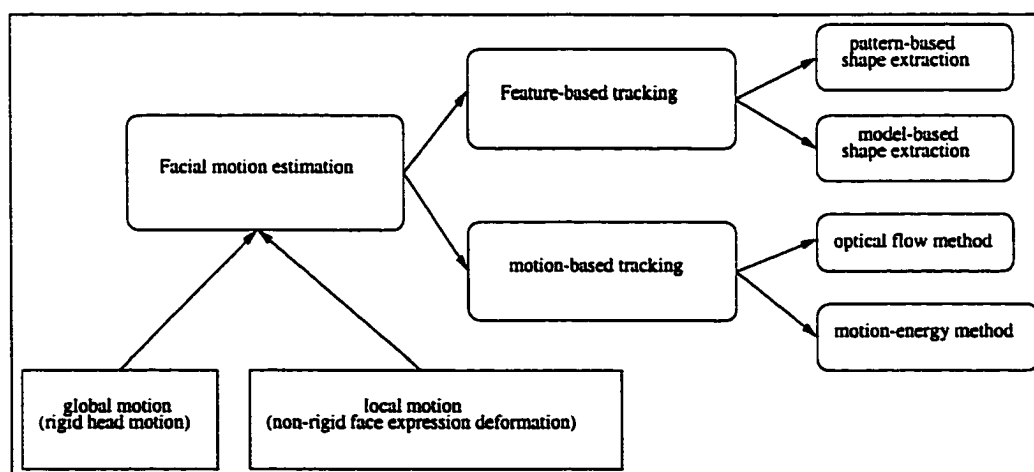 pattern-based
shape extraction
Feature-based tracking
model-based
shape extraction
Facial motion estimation
optical flow method
motion-based tracking
motion-energy method
global motion
(rigid head motion)
local motion
(non-rigid face expression deformation)